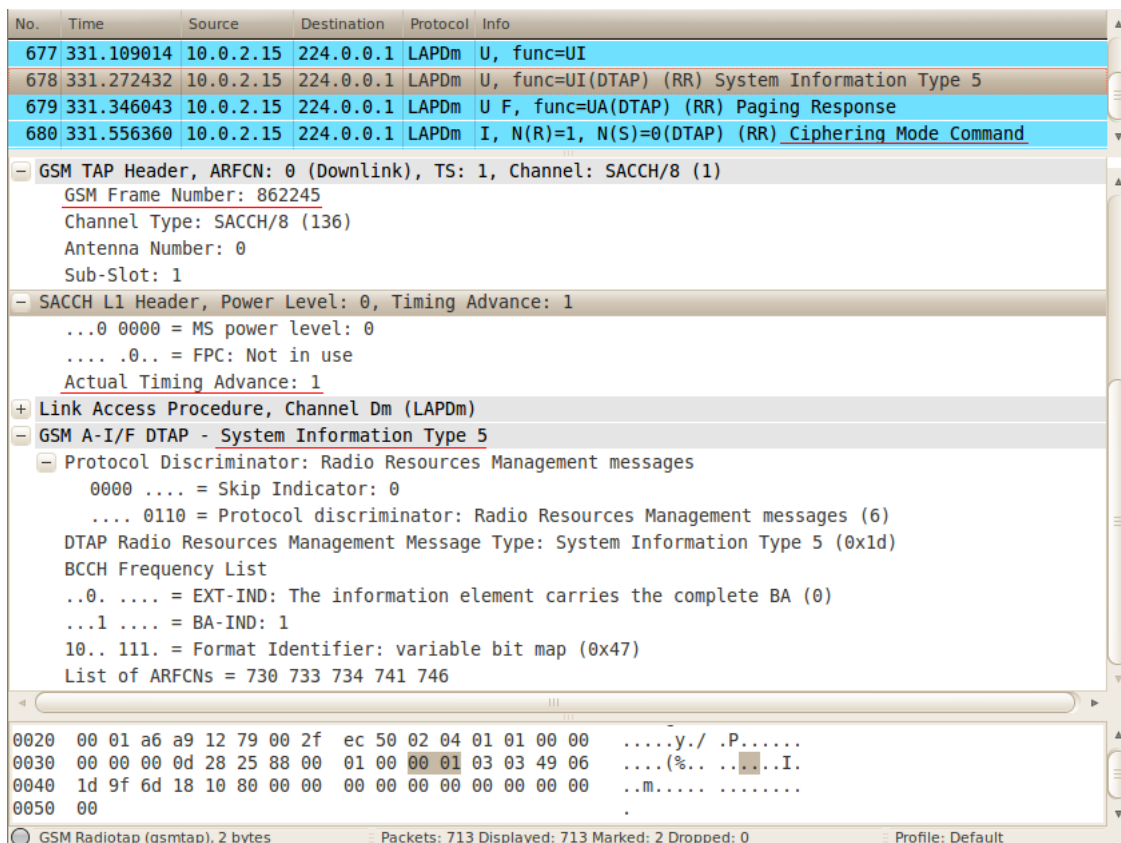 No. Time Source Destination Protocol Info
677 331.109014 10.0.2.15 224.0.0.1 LAPDm U, func=UI
678 331.272432 10.0.2.15 224.0.0.1 LAPDm U, func=UI(DTAP) (RR) System Information Type 5
679 331.346043 10.0.2.15 224.0.0.1 LAPDm U F, func=UA(DTAP) (RR) Paging Response
680 331.556360 10.0.2.15 224.0.0.1 LAPDm I, N(R)=1, N(S)=0(DTAP) (RR) Ciphering Mode Command
GSM TAP Header, ARFCN: 0 (Downlink), TS: 1, Channel: SACCH/8 (1)
GSM Frame Number: 862245
Channel Type: SACCH/8 (136)
Antenna Number: 0
Sub-Slot: 1
SACCH L1 Header, Power Level: 0, Timing Advance: 1
...0 0000 = MS power level: 0
.... .0.. = FPC: Not in use
Actual Timing Advance: 1
Link Access Procedure, Channel Dm (LAPDm)
GSM A-I/F DTAP - System Information Type 5
Protocol Discriminator: Radio Resources Management messages
0000 .... = Skip Indicator: 0
.... 0110 = Protocol discriminator: Radio Resources Management messages (6)
DTAP Radio Resources Management Message Type: System Information Type 5 (0x1d)
BCCH Frequency List
..0. .... = EXT-IND: The information element carries the complete BA (0)
...1 .... = BA-IND: 1
10.. 111. = Format Identifier: variable bit map (0x47)
List of ARFCNs = 730 733 734 741 746
0020 00 01 a6 a9 12 79 00 2f ec 50 02 04 01 01 00 00 .....y./ .P......
0030 00 00 00 0d 28 25 88 00 01 00 00 01 03 03 49 06 ....(%.. ......I.
0040 1d 9f 6d 18 10 80 00 00 00 00 00 00 00 00 00 00 ..m..... ........
0050 00 .
GSM Radiotap (gsmtap), 2 bytes Packets: 713 Displayed: 713 Marked: 2 Dropped: 0 Profile: Default